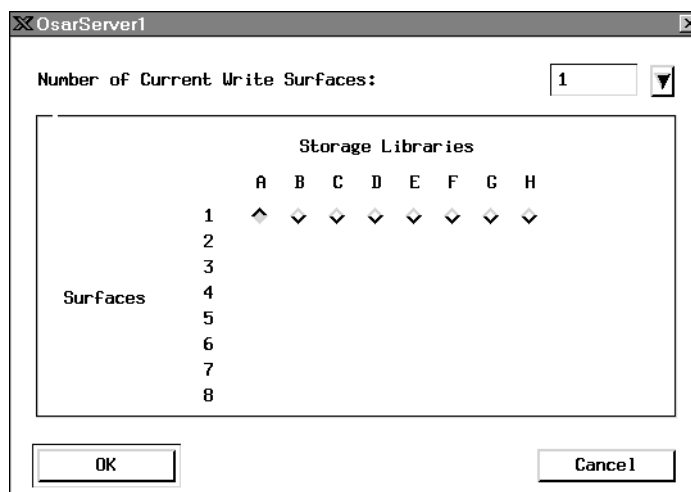 OsarServer1
Number of Current Write Surfaces: 1
Storage Libraries
A B C D E F G H
1
2
3
Surfaces 4
5
6
7
8
OK Cancel